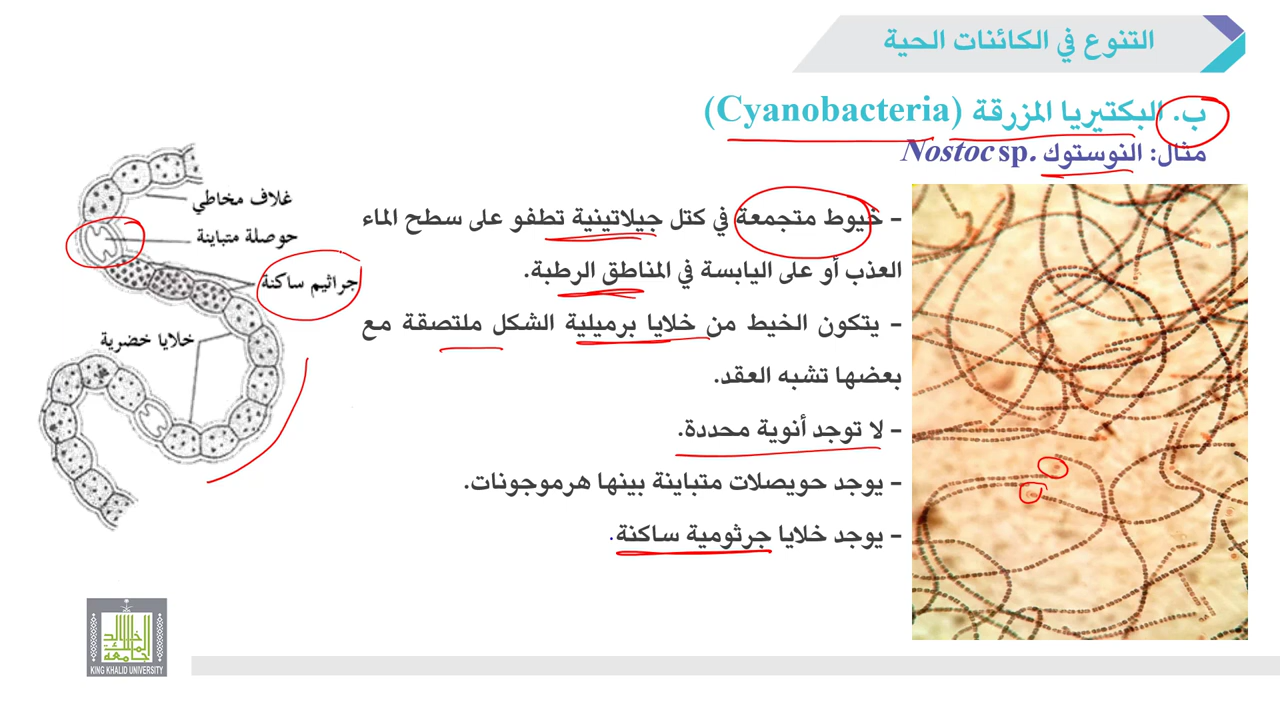 التنوع في الكائنات الحية
ب. البكتيريا المزرقة (Cyanobacteria)
مثال: النوستوك Nostoc sp.
- خيوط متجمعة في كتل جيلاتينية تطفو على سطح الماء
العذب أو على اليابسة في المناطق الرطبة.
- يتكون الخيط من خلايا برميلية الشكل ملتصقة مع
بعضها تشبه العقد.
- لا توجد أنوية محددة.
- يوجد حويصلات متباينة بينها هرموجونات.
- يوجد خلايا جرثومية ساكنة.
غلاف مخاطي
حوصلة متباينة
جراثيم ساكنة
خلايا خضرية
جامعة الملك خالد
KING KHALID UNIVERSITY